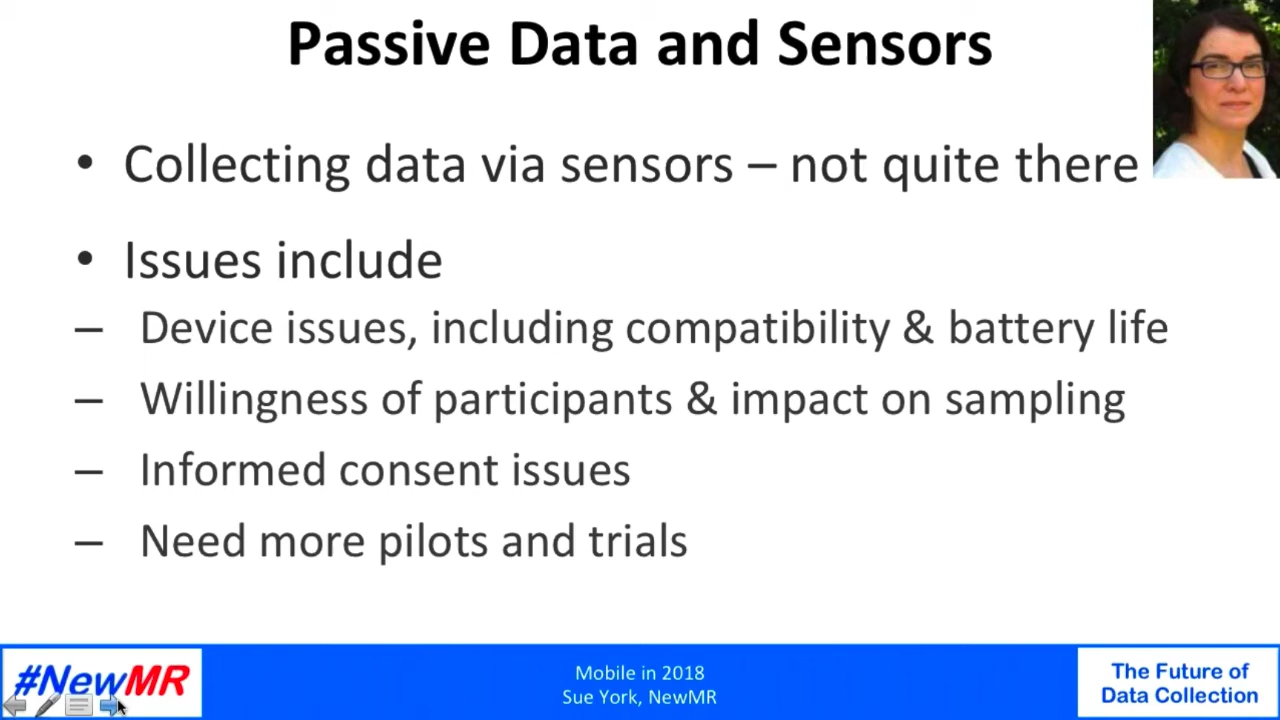 Passive Data and Sensors
• Collecting data via sensors – not quite there
• Issues include
– Device issues, including compatibility & battery life
– Willingness of participants & impact on sampling
– Informed consent issues
– Need more pilots and trials
#NewMR
Mobile in 2018
Sue York, NewMR
The Future of
Data Collection